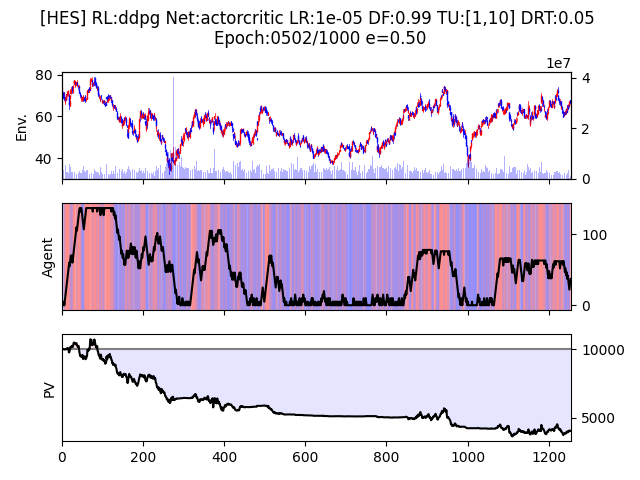 [HES] RL:ddpg Net:actorcritic LR:1e-05 DF:0.99 TU:[1,10] DRT:0.05
Epoch:0502/1000 e=0.50
1e7
80
60
40
Env.
4
2
0
Agent
100
0
PV
10000
5000
0 200 400 600 800 1000 1200